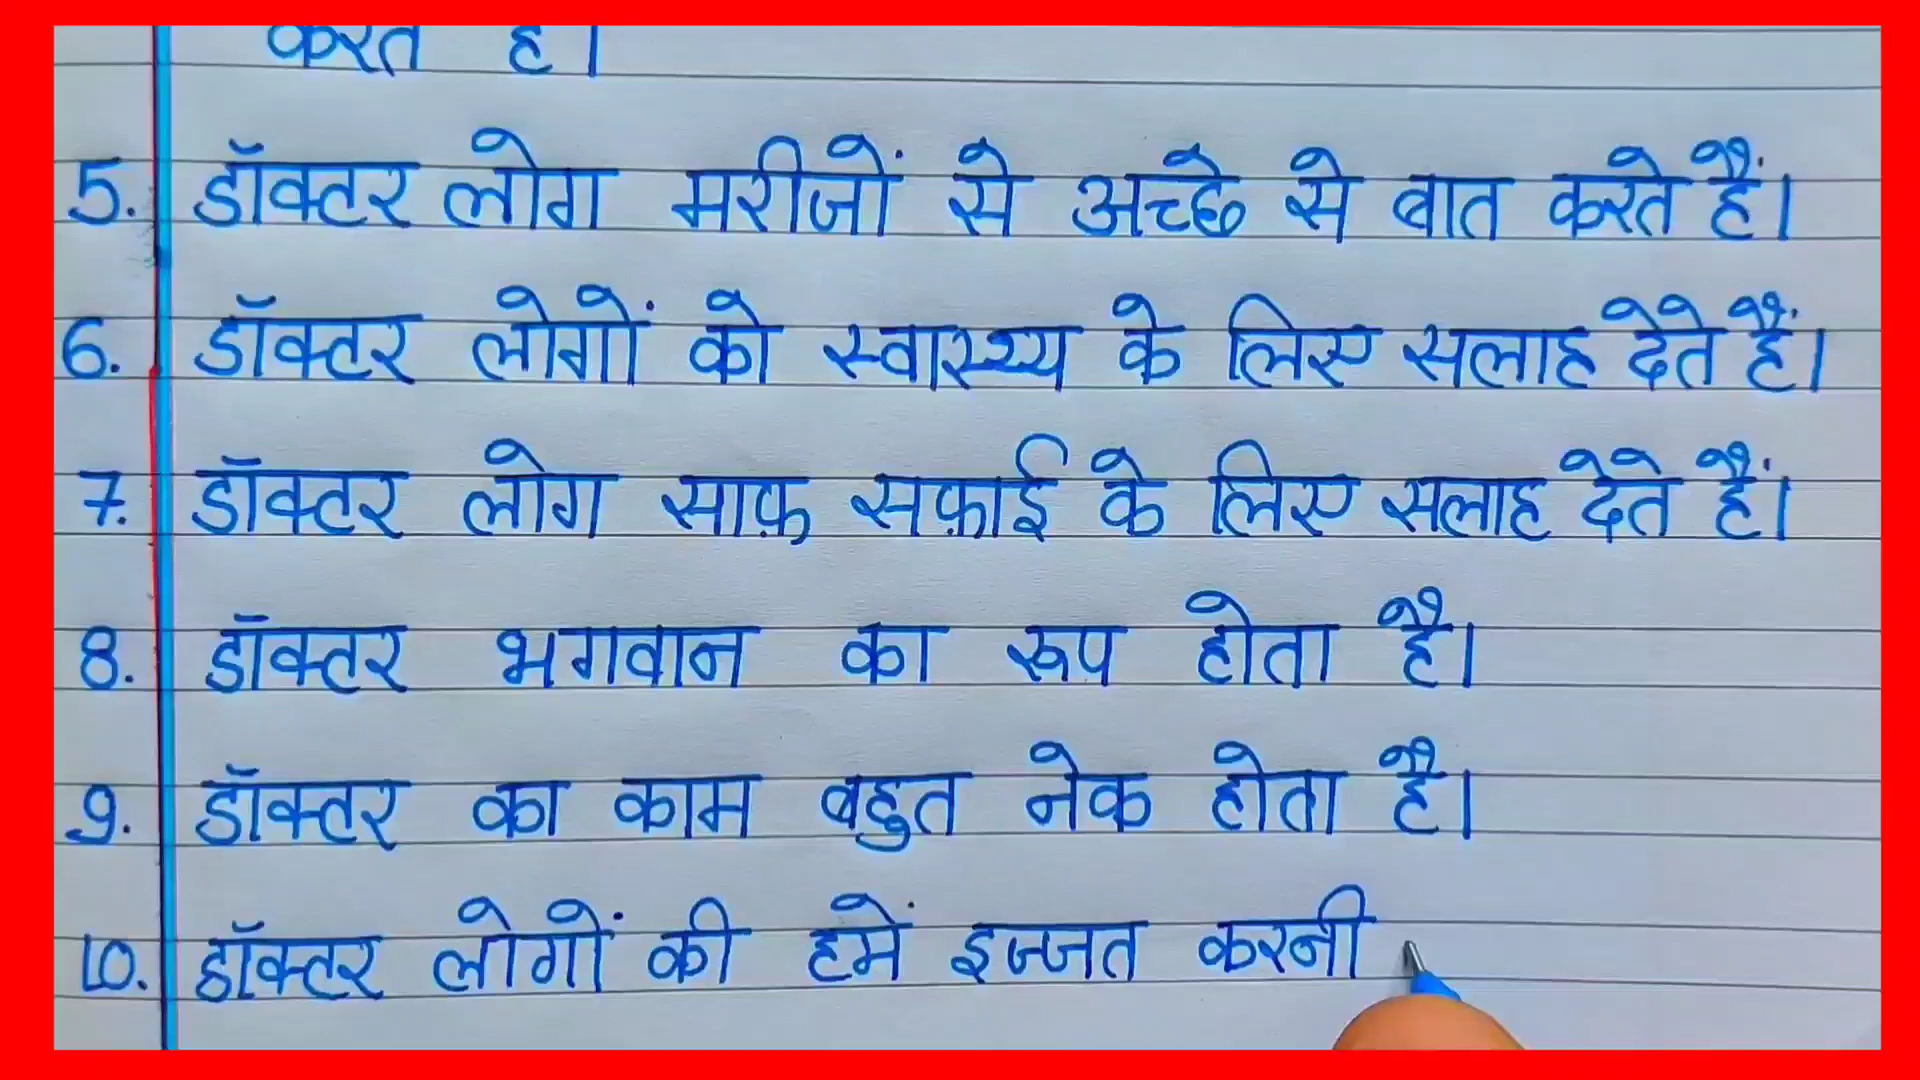 करते हैं।
5. डॉक्टर लोग मरीजों से अच्छे से बात करते हैं।
6. डॉक्टर लोगों को स्वास्थ्य के लिए सलाह देते हैं।
7. डॉक्टर लोग साफ़ सफ़ाई के लिए सलाह देते हैं।
8. डॉक्टर भगवान का रूप होता है।
9. डॉक्टर का काम बहुत नेक होता है।
10. डॉक्टर लोगों की हमें इज्जत करनी